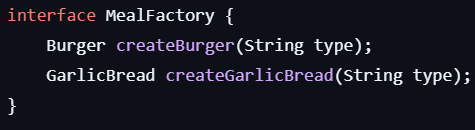 interface MealFactory {
    Burger createBurger(String type);
    GarlicBread createGarlicBread(String type);
}